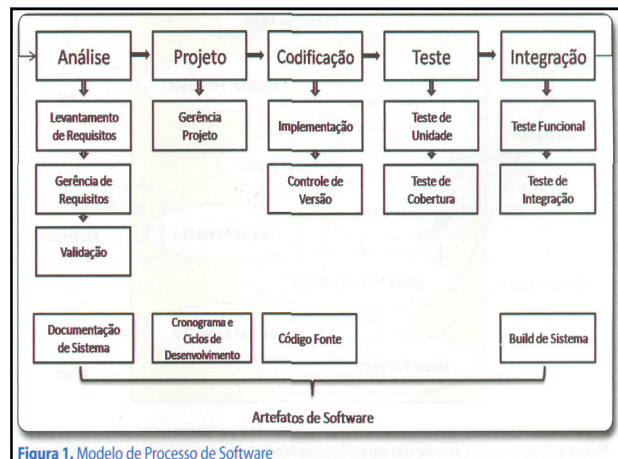 Análise
Projeto
Codificação
Teste
Integração
Levantamento
de Requisitos
Gerência
Projeto
Implementação
Teste de
Unidade
Teste Funcional
Gerência de
Requisitos
Controle de
Versão
Teste de
Cobertura
Teste de
Integração
Validação
Documentação
de Sistema
Cronograma e
Ciclos de
Desenvolvimento
Código Fonte
Build de Sistema
Artefatos de Software
Figura 1. Modelo de Processo de Software